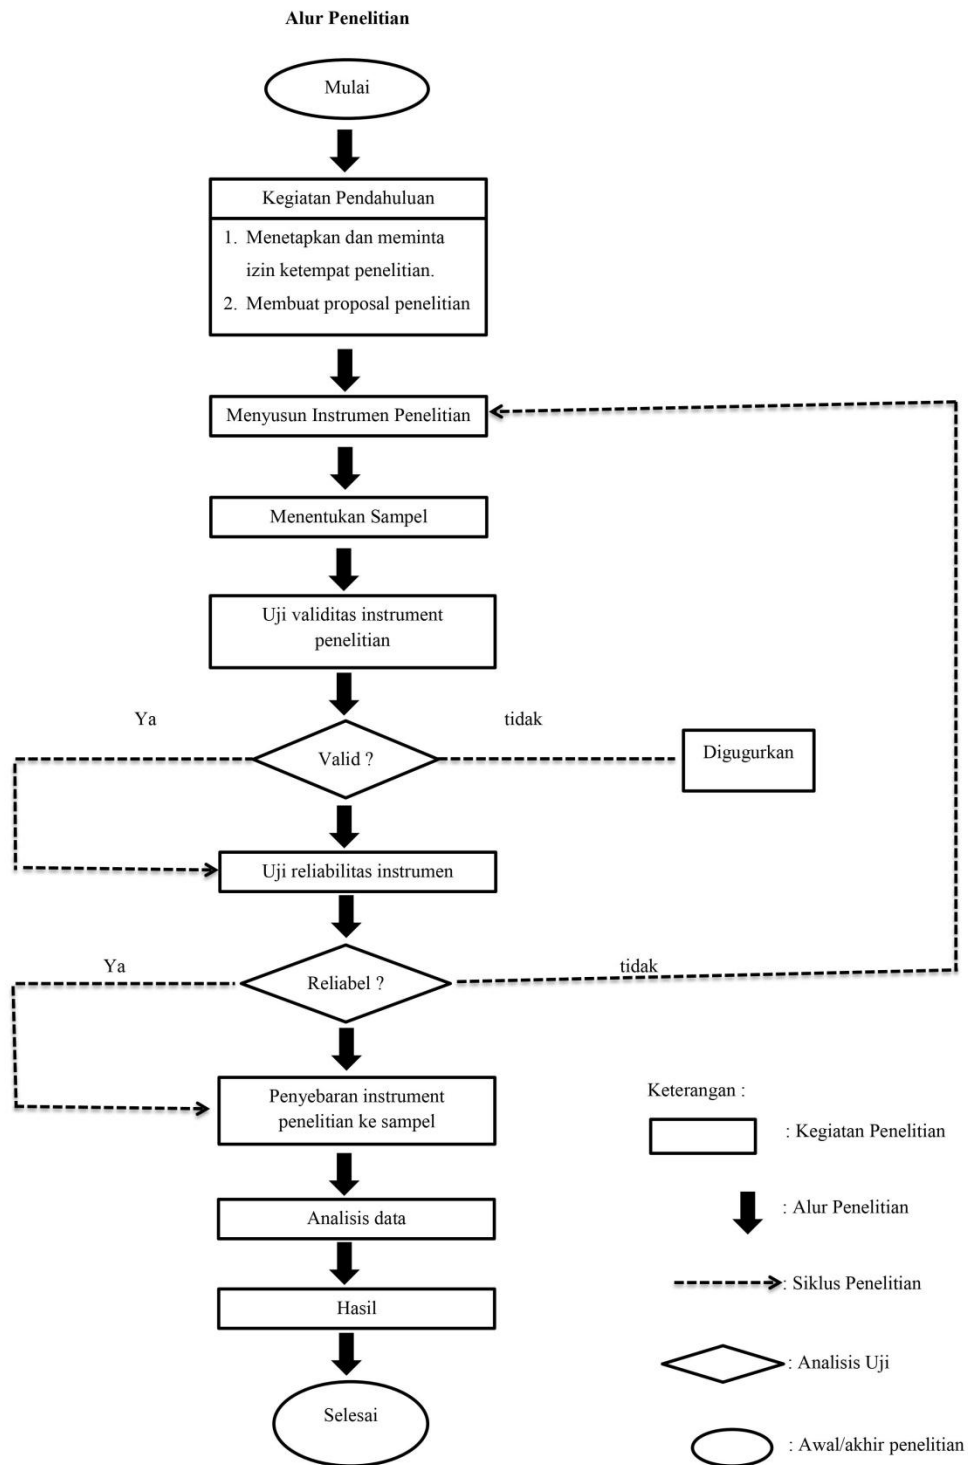 Alur Penelitian
Mulai
Kegiatan Pendahuluan
1. Menetapkan dan meminta
izin ketempat penelitian.
2. Membuat proposal penelitian
Menyusun Instrumen Penelitian
Menentukan Sampel
Uji validitas instrument
penelitian
Ya
tidak
Valid ?
Digugurkan
Uji reliabilitas instrumen
Ya
tidak
Reliabel ?
Penyebaran instrument
penelitian ke sampel
Analisis data
Hasil
Selesai
Keterangan :
: Kegiatan Penelitian
: Alur Penelitian
: Siklus Penelitian
: Analisis Uji
: Awal/akhir penelitian